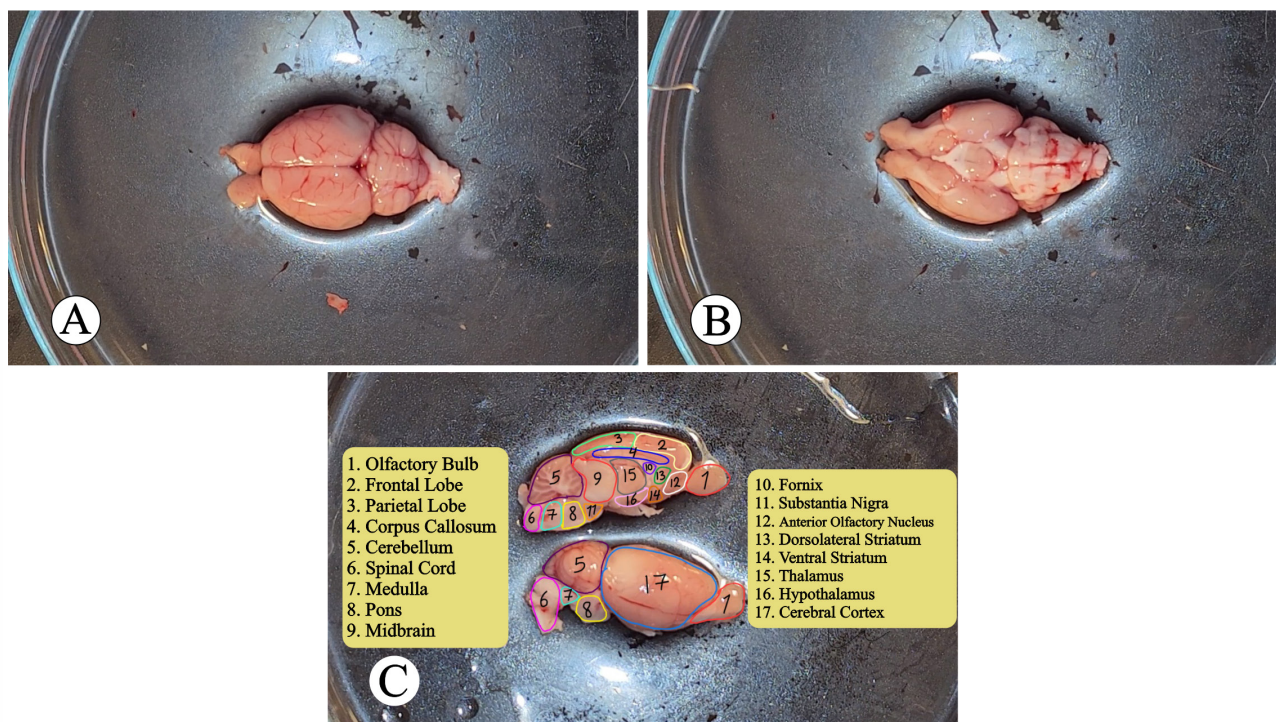 A
B
1. Olfactory Bulb
2. Frontal Lobe
3. Parietal Lobe
4. Corpus Callosum
5. Cerebellum
6. Spinal Cord
7. Medulla
8. Pons
9. Midbrain
3
2
4
5
9
15
10
13
12
1
16
14
6
7
8
11
5
17
6
7
8
1
10. Fornix
11. Substantia Nigra
12. Anterior Olfactory Nucleus
13. Dorsolateral Striatum
14. Ventral Striatum
15. Thalamus
16. Hypothalamus
17. Cerebral Cortex
C